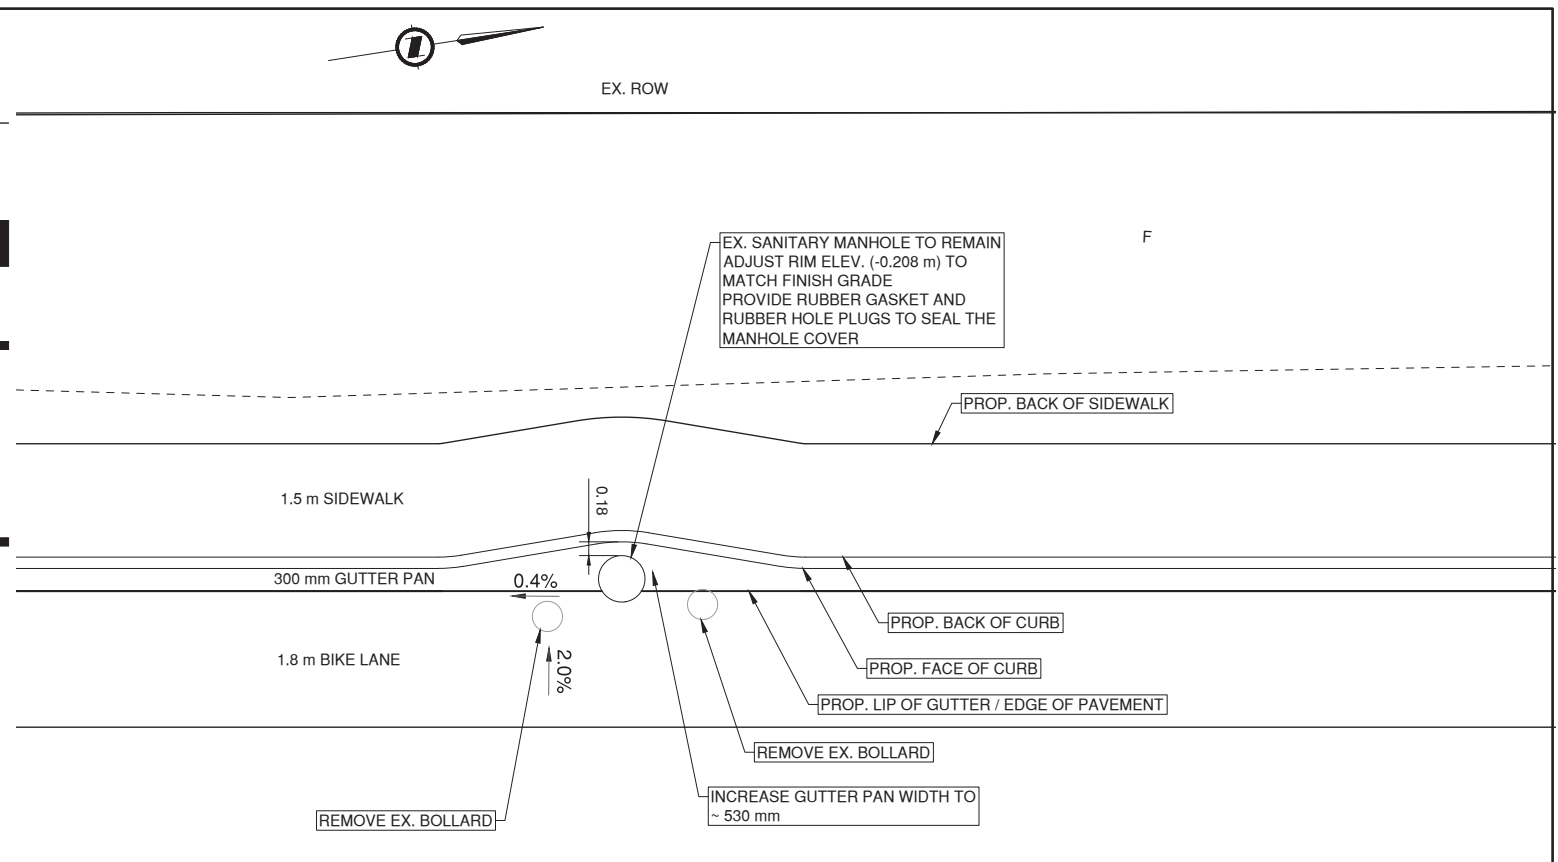 EX. ROW
EX. SANITARY MANHOLE TO REMAIN
ADJUST RIM ELEV. (-0.208 m) TO
MATCH FINISH GRADE
PROVIDE RUBBER GASKET AND
RUBBER HOLE PLUGS TO SEAL THE
MANHOLE COVER
F
PROP. BACK OF SIDEWALK
1.5 m SIDEWALK
0.18
300 mm GUTTER PAN
0.4%
PROP. BACK OF CURB
1.8 m BIKE LANE
2.0%
PROP. FACE OF CURB
PROP. LIP OF GUTTER / EDGE OF PAVEMENT
REMOVE EX. BOLLARD
INCREASE GUTTER PAN WIDTH TO
~ 530 mm
REMOVE EX. BOLLARD